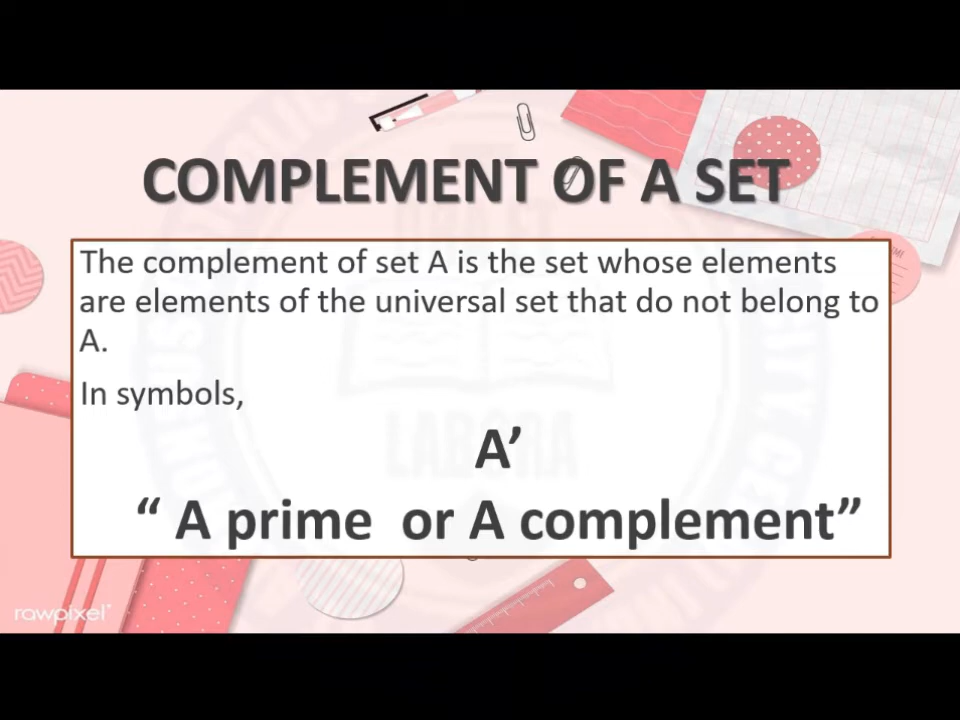 COMPLEMENT OF A SET
The complement of set A is the set whose elements
are elements of the universal set that do not belong to
A.
In symbols,
A’
“ A prime  or A complement”
LABORA
rawpixel